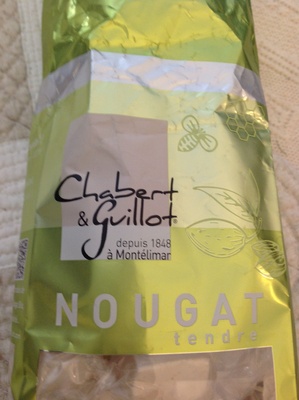 Chabert
& Guillot
depuis 1848
à Montélimar
NOUGAT
tendre